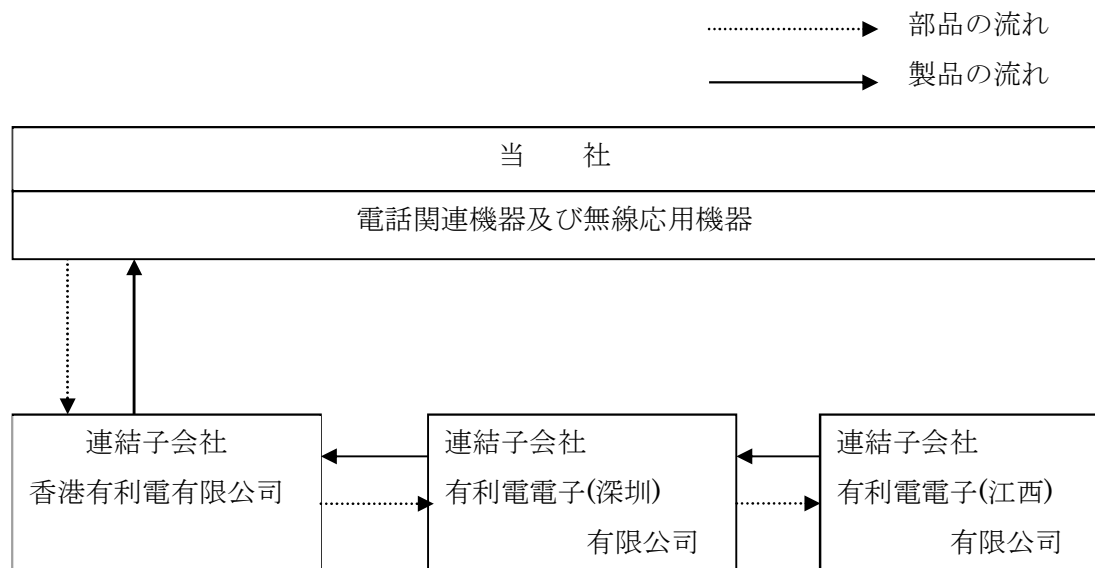 部品の流れ
製品の流れ
当　　社
電話関連機器及び無線応用機器
連結子会社
香港有利電有限公司
連結子会社
有利電電子(深圳)
有限公司
連結子会社
有利電電子(江西)
有限公司